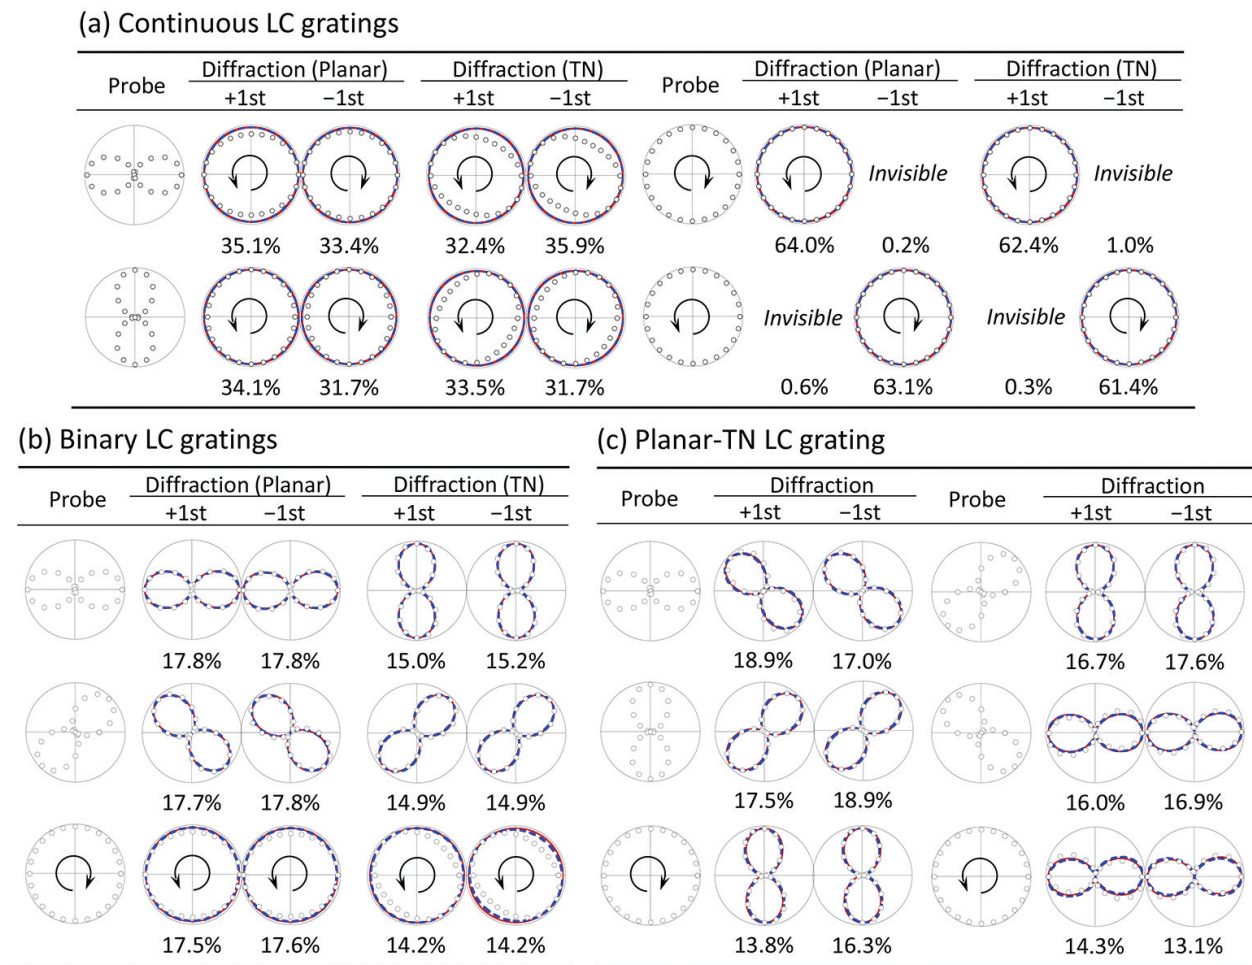 (a) Continuous LC gratings
Probe Diffraction (Planar) Diffraction (TN) Probe Diffraction (Planar) Diffraction (TN)
+1st −1st +1st −1st +1st −1st +1st −1st
Invisible Invisible
35.1% 33.4% 32.4% 35.9% 64.0% 0.2% 62.4% 1.0%
Invisible Invisible
34.1% 31.7% 33.5% 31.7% 0.6% 63.1% 0.3% 61.4%
(b) Binary LC gratings
Probe Diffraction (Planar) Diffraction (TN)
+1st −1st +1st −1st
17.8% 17.8% 15.0% 15.2%
17.7% 17.8% 14.9% 14.9%
17.5% 17.6% 14.2% 14.2%
(c) Planar-TN LC grating
Probe Diffraction Probe Diffraction
+1st −1st +1st −1st
18.9% 17.0% 16.7% 17.6%
17.5% 18.9% 16.0% 16.9%
13.8% 16.3% 14.3% 13.1%